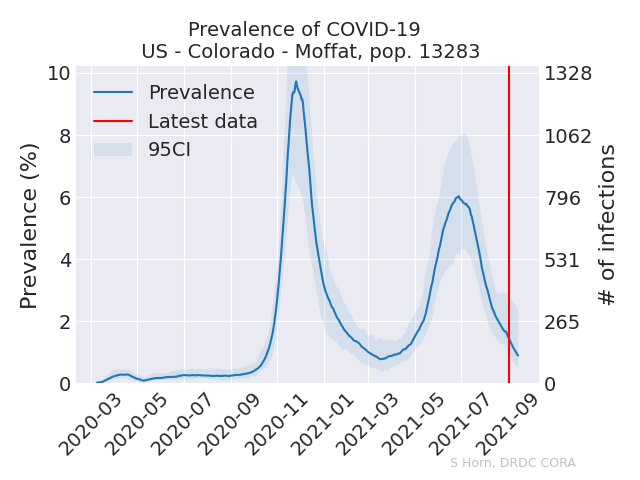 Prevalence of COVID-19
US - Colorado - Moffat, pop. 13283
Prevalence (%)
10
8
6
4
2
0
Prevalence
Latest data
95CI
1328
1062
796
531
265
0
# of infections
2020-03
2020-05
2020-07
2020-09
2020-11
2021-01
2021-03
2021-05
2021-07
2021-09
S Horn, DRDC CORA